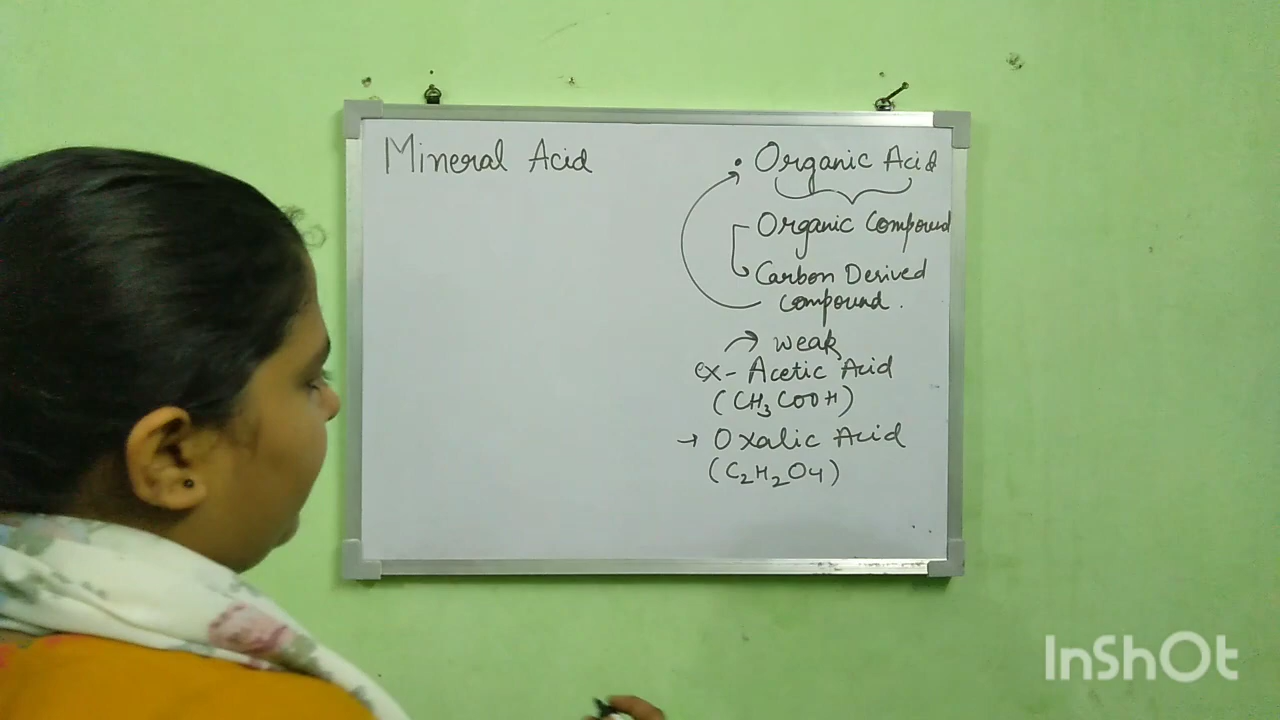 Mineral Acid
• Organic Acid
Organic Compound
Carbon Derived
Compound.
→ weak
ex - Acetic Acid
(CH₃COOH)
→ Oxalic Acid
(C₂H₂O₄)
InShOt